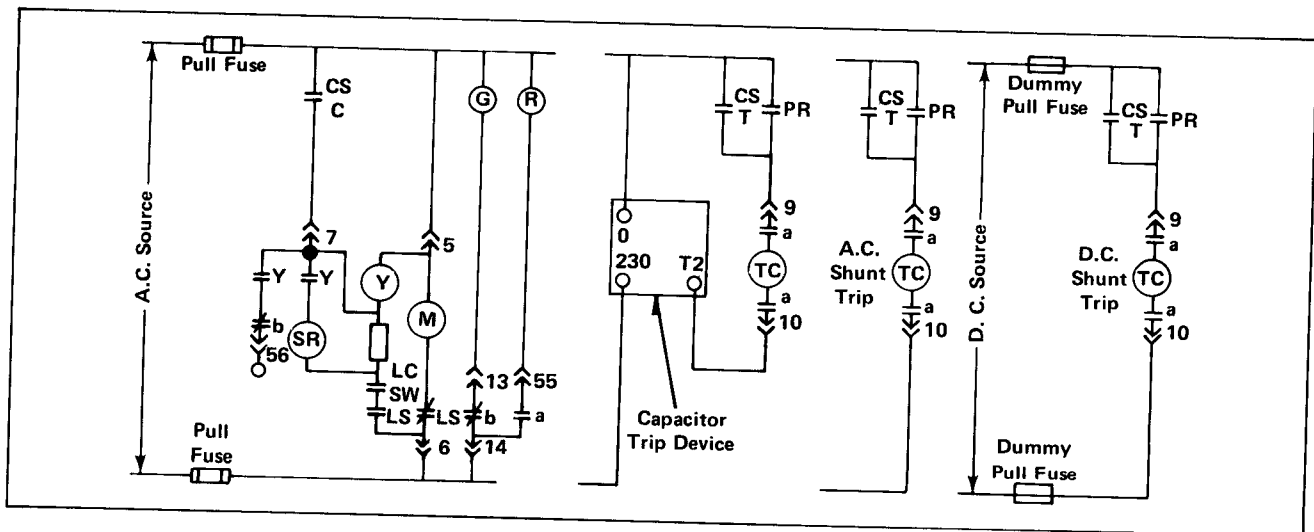 A.C. Source
Pull Fuse
CS
C
7
Y
Y
b
56
SR
Y
LC
SW
LS
5
M
LS
6
G
R
13
b
14
55
a
Pull
Fuse
0
230
T2
Capacitor
Trip Device
CS
T
PR
9
a
TC
a
10
CS
T
PR
9
a
A.C.
Shunt
Trip
TC
a
10
D. C. Source
Dummy
Pull Fuse
CS
T
PR
9
a
D.C.
Shunt
Trip
TC
a
10
Dummy
Pull Fuse